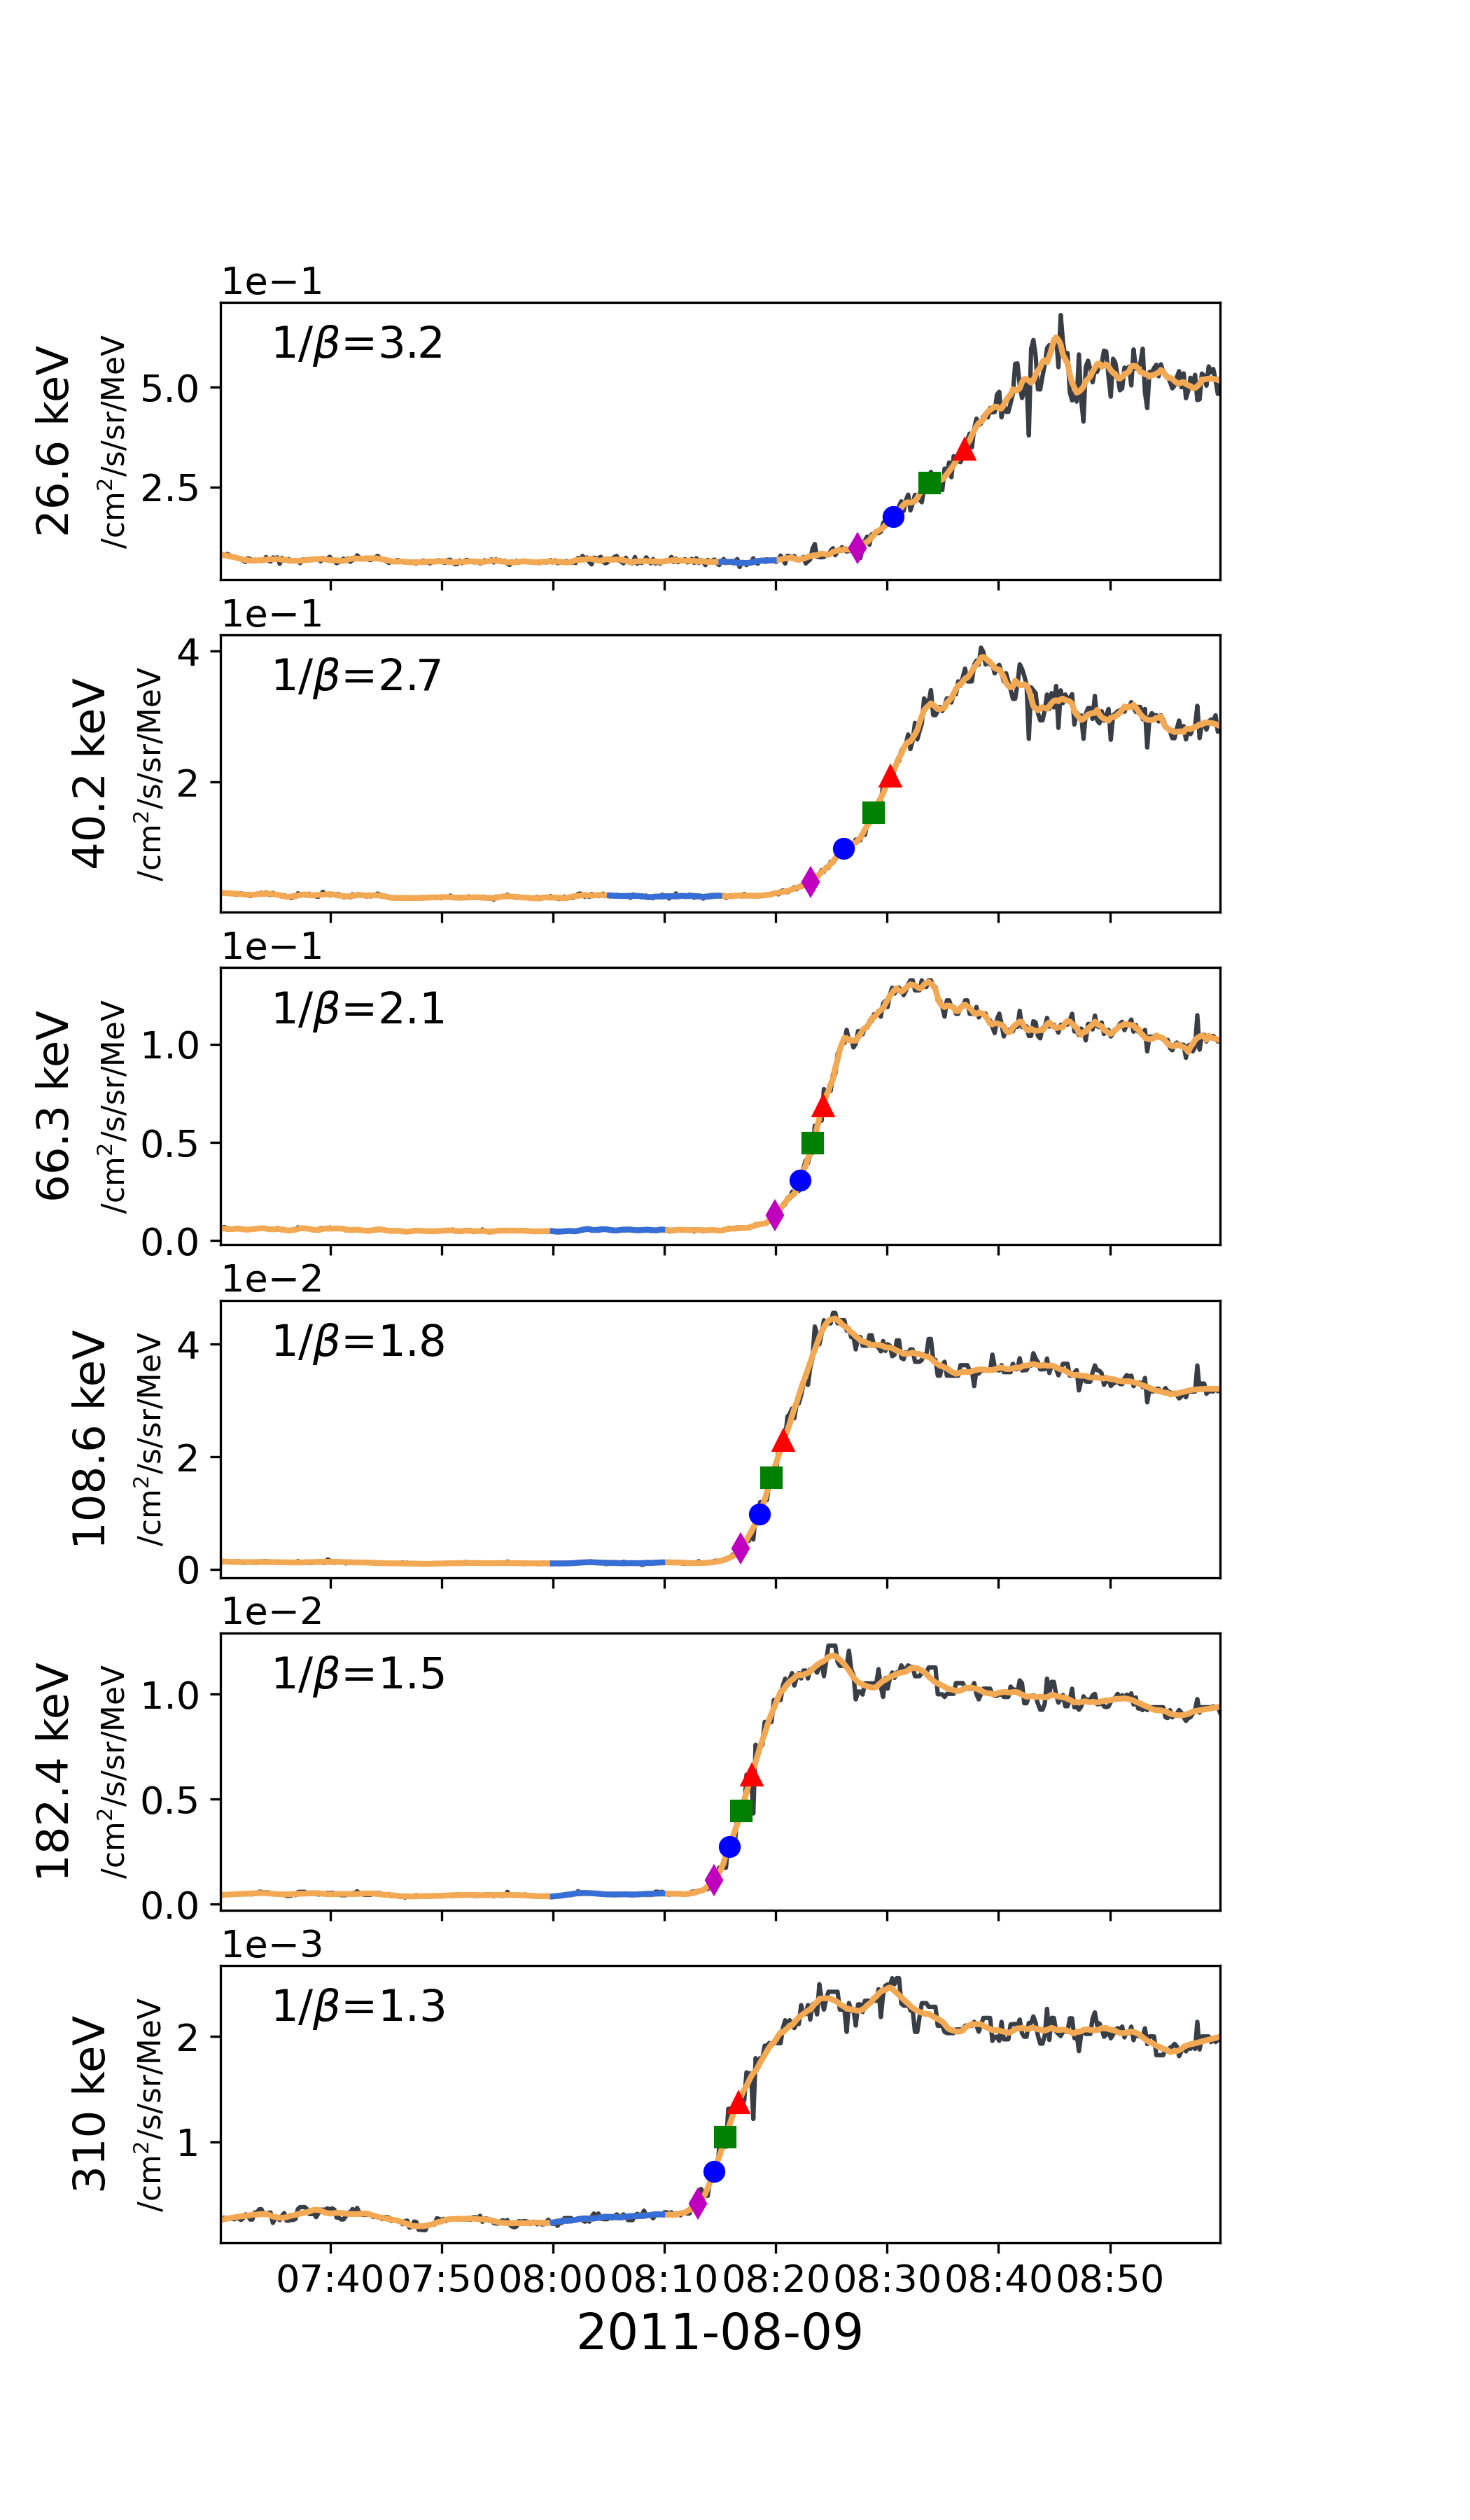 1e−1
1/β=3.2
26.6 keV
/cm²/s/sr/MeV
5.0
2.5
1e−1
1/β=2.7
40.2 keV
/cm²/s/sr/MeV
4
2
1e−1
1/β=2.1
66.3 keV
/cm²/s/sr/MeV
1.0
0.5
0.0
1e−2
1/β=1.8
108.6 keV
/cm²/s/sr/MeV
4
2
0
1e−2
1/β=1.5
182.4 keV
/cm²/s/sr/MeV
1.0
0.5
0.0
1e−3
1/β=1.3
310 keV
/cm²/s/sr/MeV
2
1
07:40 07:50 08:00 08:10 08:20 08:30 08:40 08:50
2011-08-09